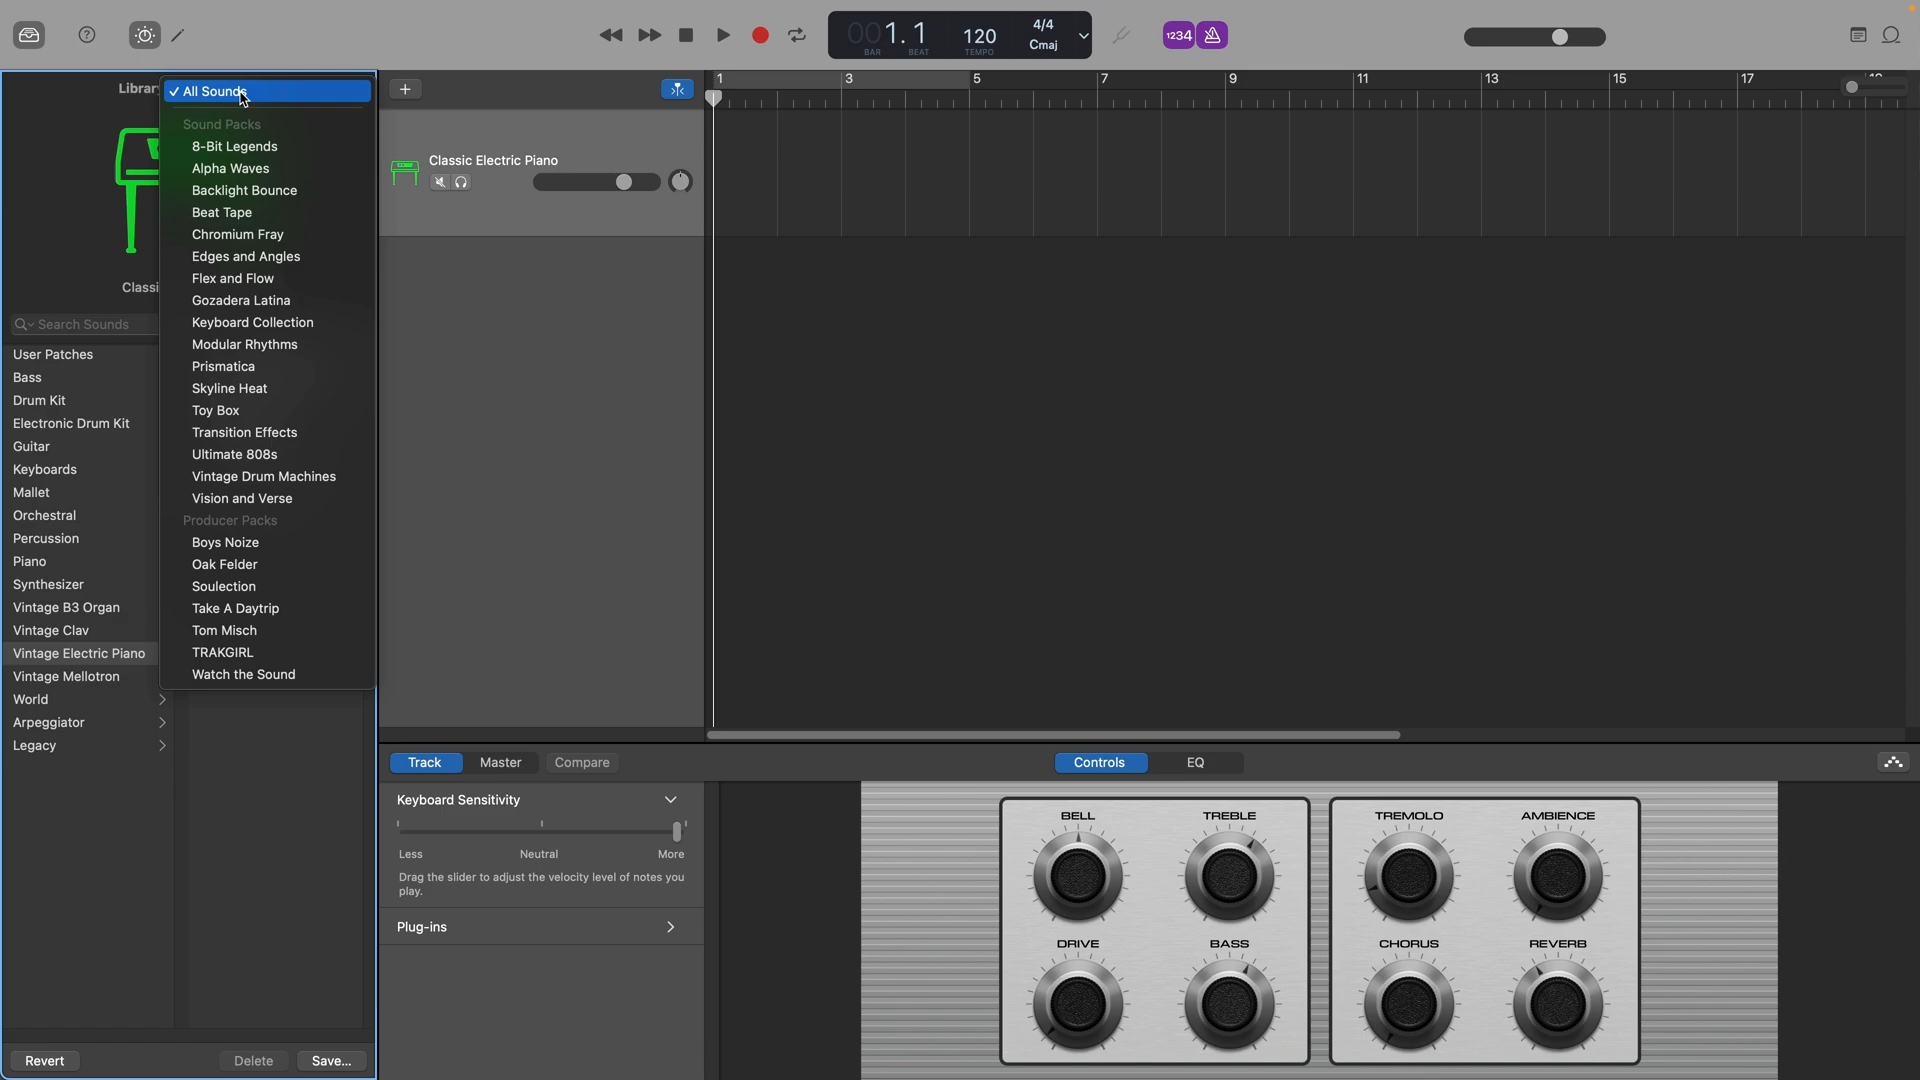 001. 1
BAR
BEAT
120
TEMPO
4/4
Cmaj
1234
Library
All Sounds
Sound Packs
8-Bit Legends
Alpha Waves
Backlight Bounce
Beat Tape
Chromium Fray
Edges and Angles
Flex and Flow
Gozadera Latina
Keyboard Collection
Modular Rhythms
Prismatica
Skyline Heat
Toy Box
Transition Effects
Ultimate 808s
Vintage Drum Machines
Vision and Verse
Producer Packs
Boys Noize
Oak Felder
Soulection
Take A Daytrip
Tom Misch
TRAKGIRL
Watch the Sound
Classi
Search Sounds
User Patches
Bass
Drum Kit
Electronic Drum Kit
Guitar
Keyboards
Mallet
Orchestral
Percussion
Piano
Synthesizer
Vintage B3 Organ
Vintage Clav
Vintage Electric Piano
Vintage Mellotron
World
Arpeggiator
Legacy
Revert
Delete
Save...
Classic Electric Piano
1 3 5 7 9 11 13 15 17
Track
Master
Compare
Controls
EQ
Keyboard Sensitivity
Less
Neutral
More
Drag the slider to adjust the velocity level of notes you
play.
Plug-ins
BELL
TREBLE
TREMOLO
AMBIENCE
DRIVE
BASS
CHORUS
REVERB